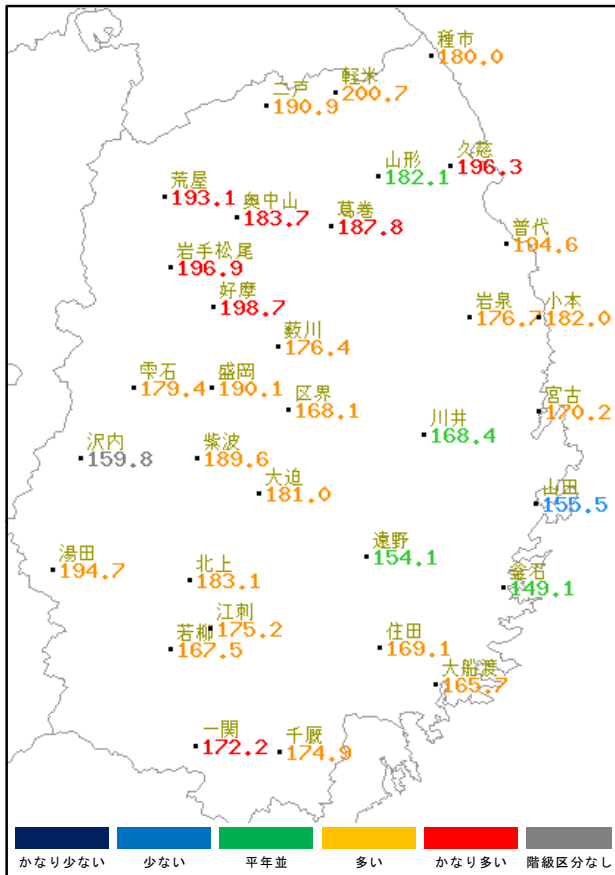 種市
180.0
軽米
200.7
二戸
190.9
久慈
196.3
山形
182.1
荒屋
193.1
奥中山
183.7
葛巻
187.8
普代
194.6
岩手松尾
196.9
好摩
198.7
岩泉
176.7
小本
182.0
薮川
176.4
雫石
179.4
盛岡
190.1
区界
168.1
宮古
170.2
川井
168.4
沢内
159.8
紫波
189.6
大迫
181.0
山田
155.5
遠野
154.1
湯田
194.7
北上
183.1
釜石
149.1
江刺
175.2
若柳
167.5
住田
169.1
大船渡
165.7
一関
172.2
千厩
174.9
かなり少ない 少ない 平年並 多い かなり多い 階級区分なし